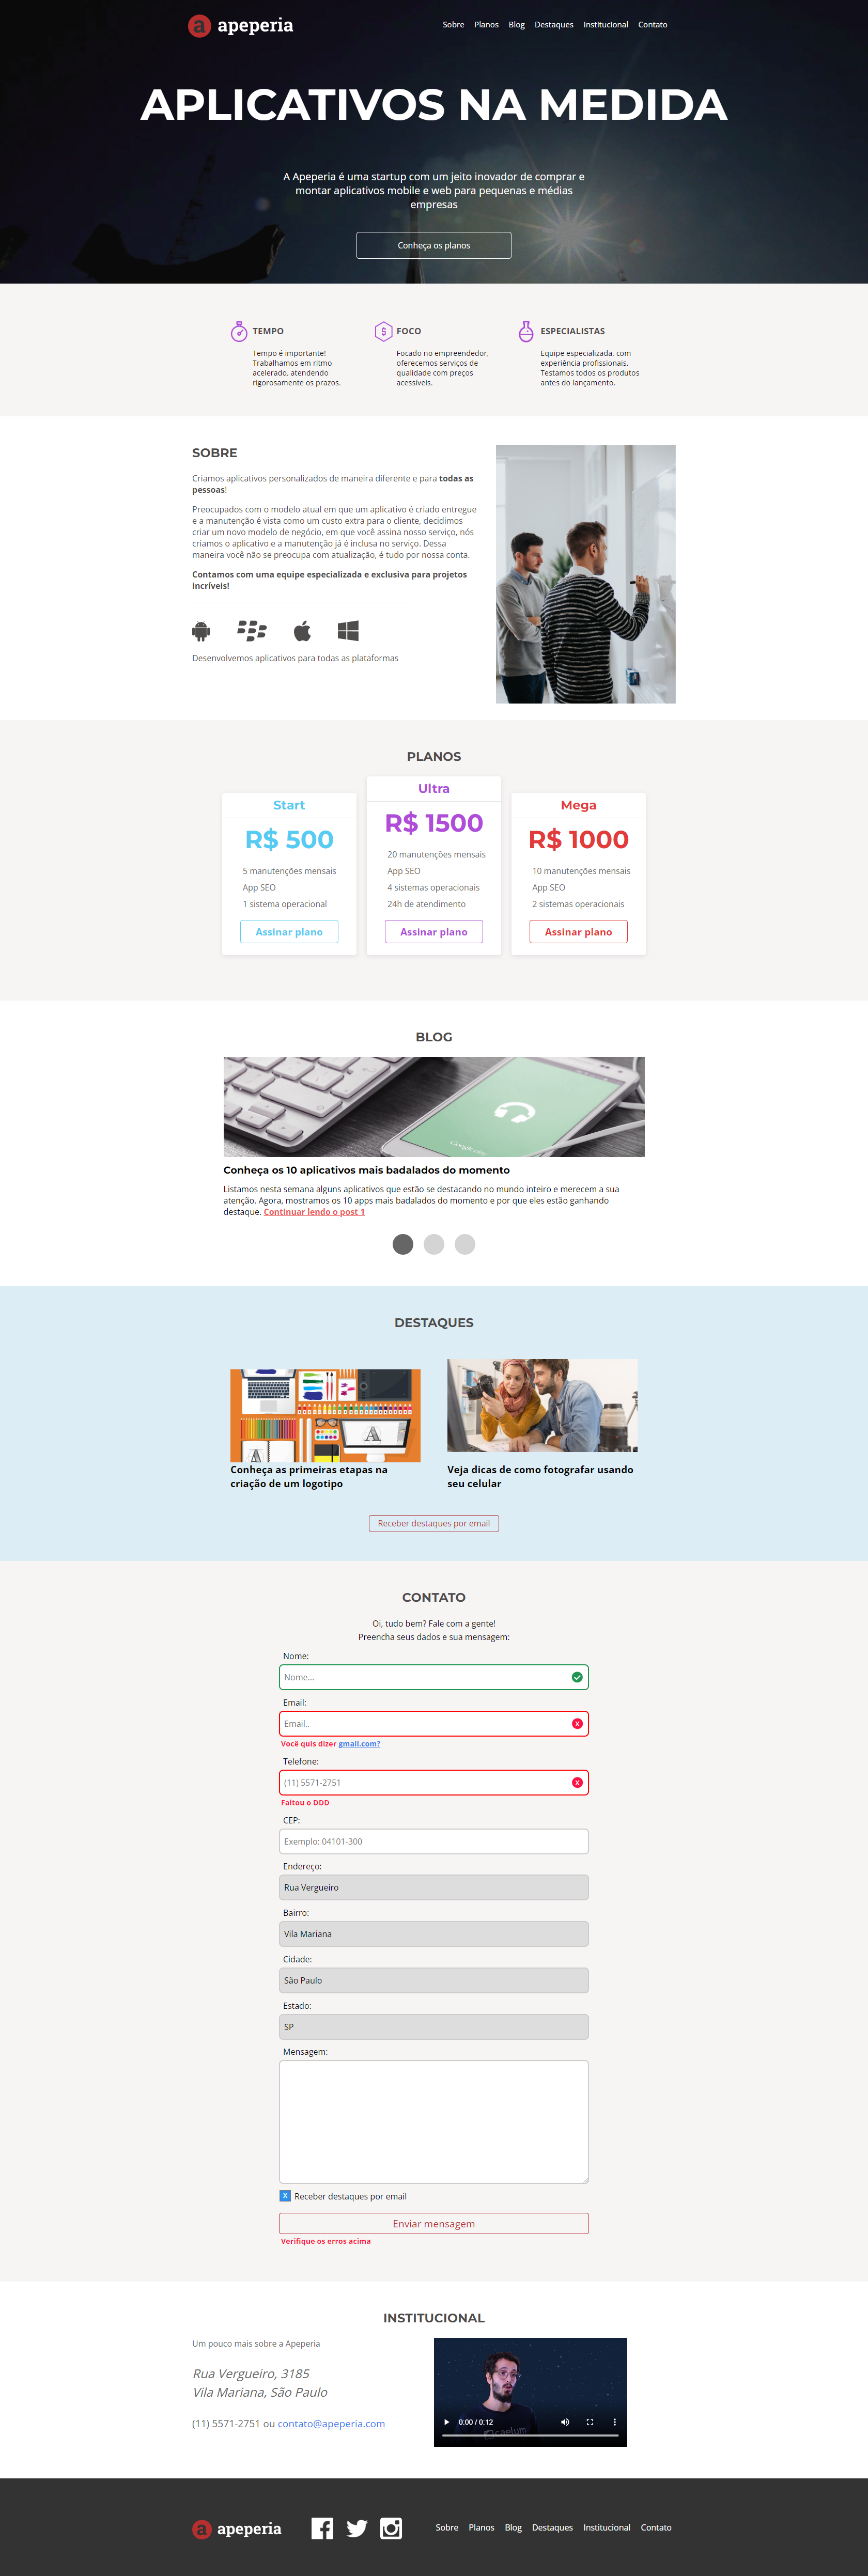 a apeperia
Sobre Planos Blog Destaques Institucional Contato
APLICATIVOS NA MEDIDA
A Apeperia é uma startup com um jeito inovador de comprar e
montar aplicativos mobile e web para pequenas e médias
empresas
Conheça os planos
TEMPO
Tempo é importante!
Trabalhamos em ritmo
acelerado, atendendo
rigorosamente os prazos.
FOCO
Focado no empreendedor,
oferecemos serviços de
qualidade com preços
acessíveis.
ESPECIALISTAS
Equipe especializada, com
experiência profissionais.
Testamos todos os produtos
antes do lançamento.
SOBRE
Criamos aplicativos personalizados de maneira diferente e para todas as
pessoas!
Preocupados com o modelo atual em que um aplicativo é criado entregue
e a manutenção é vista como um custo extra para o cliente, decidimos
criar um novo modelo de negócio, em que você assina nosso serviço, nós
criamos o aplicativo e a manutenção já é inclusa no serviço. Dessa
maneira você não se preocupa com atualização, é tudo por nossa conta.
Contamos com uma equipe especializada e exclusiva para projetos
incríveis!
Desenvolvemos aplicativos para todas as plataformas
PLANOS
Start
R$ 500
5 manutenções mensais
App SEO
1 sistema operacional
Assinar plano
Ultra
R$ 1500
20 manutenções mensais
App SEO
4 sistemas operacionais
24h de atendimento
Assinar plano
Mega
R$ 1000
10 manutenções mensais
App SEO
2 sistemas operacionais
Assinar plano
BLOG
Conheça os 10 aplicativos mais badalados do momento
Listamos nesta semana alguns aplicativos que estão se destacando no mundo inteiro e merecem a sua
atenção. Agora, mostramos os 10 apps mais badalados do momento e por que eles estão ganhando
destaque. Continuar lendo o post 1
DESTAQUES
A
A
Conheça as primeiras etapas na
criação de um logotipo
Veja dicas de como fotografar usando
seu celular
Receber destaques por email
CONTATO
Oi, tudo bem? Fale com a gente!
Preencha seus dados e sua mensagem:
Nome:
Nome...
Email:
Email..
X
Você quis dizer gmail.com?
Telefone:
(11) 5571-2751
X
Faltou o DDD
CEP:
Exemplo: 04101-300
Endereço:
Rua Vergueiro
Bairro:
Vila Mariana
Cidade:
São Paulo
Estado:
SP
Mensagem:
X Receber destaques por email
Enviar mensagem
Verifique os erros acima
INSTITUCIONAL
Um pouco mais sobre a Apeperia
Rua Vergueiro, 3185
Vila Mariana, São Paulo
(11) 5571-2751 ou contato@apeperia.com
0:00 / 0:12
caelum
a apeperia
Sobre Planos Blog Destaques Institucional Contato